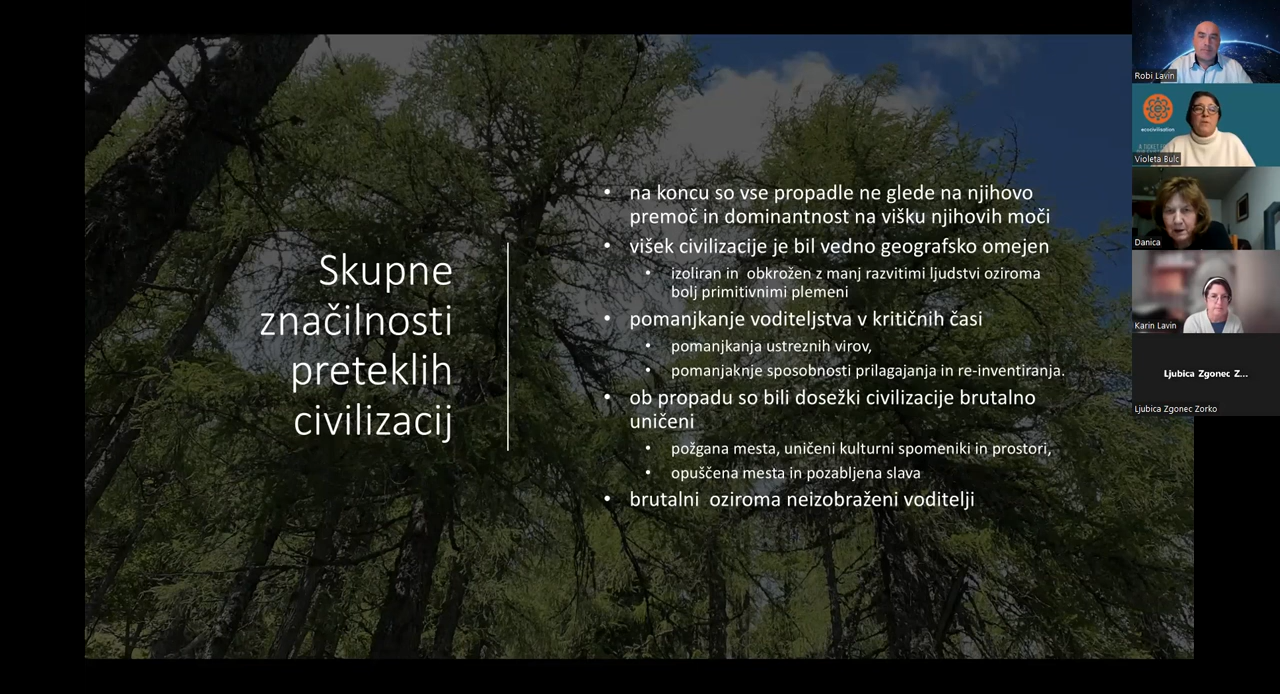 Skupne
značilnosti
preteklih
civilizacij
• na koncu so vse propadle ne glede na njihovo
premoč in dominantnost na višku njihovih moči
• višek civilizacije je bil vedno geografsko omejen
• izoliran in  obkrožen z manj razvitimi ljudstvi oziroma
bolj primitivnimi plemeni
• pomanjkanje voditeljstva v kritičnih časi
• pomanjkanja ustreznih virov,
• pomanjaknje sposobnosti prilagajanja in re-inventiranja.
• ob propadu so bili dosežki civilizacije brutalno
uničeni
• požgana mesta, uničeni kulturni spomeniki in prostori,
• opuščena mesta in pozabljena slava
• brutalni  oziroma neizobraženi voditelji
Robi Lavin
ecocivilisation
Violeta Bulc
Danica
Karin Lavin
Ljubica Zgonec Z...
Ljubica Zgonec Zorko